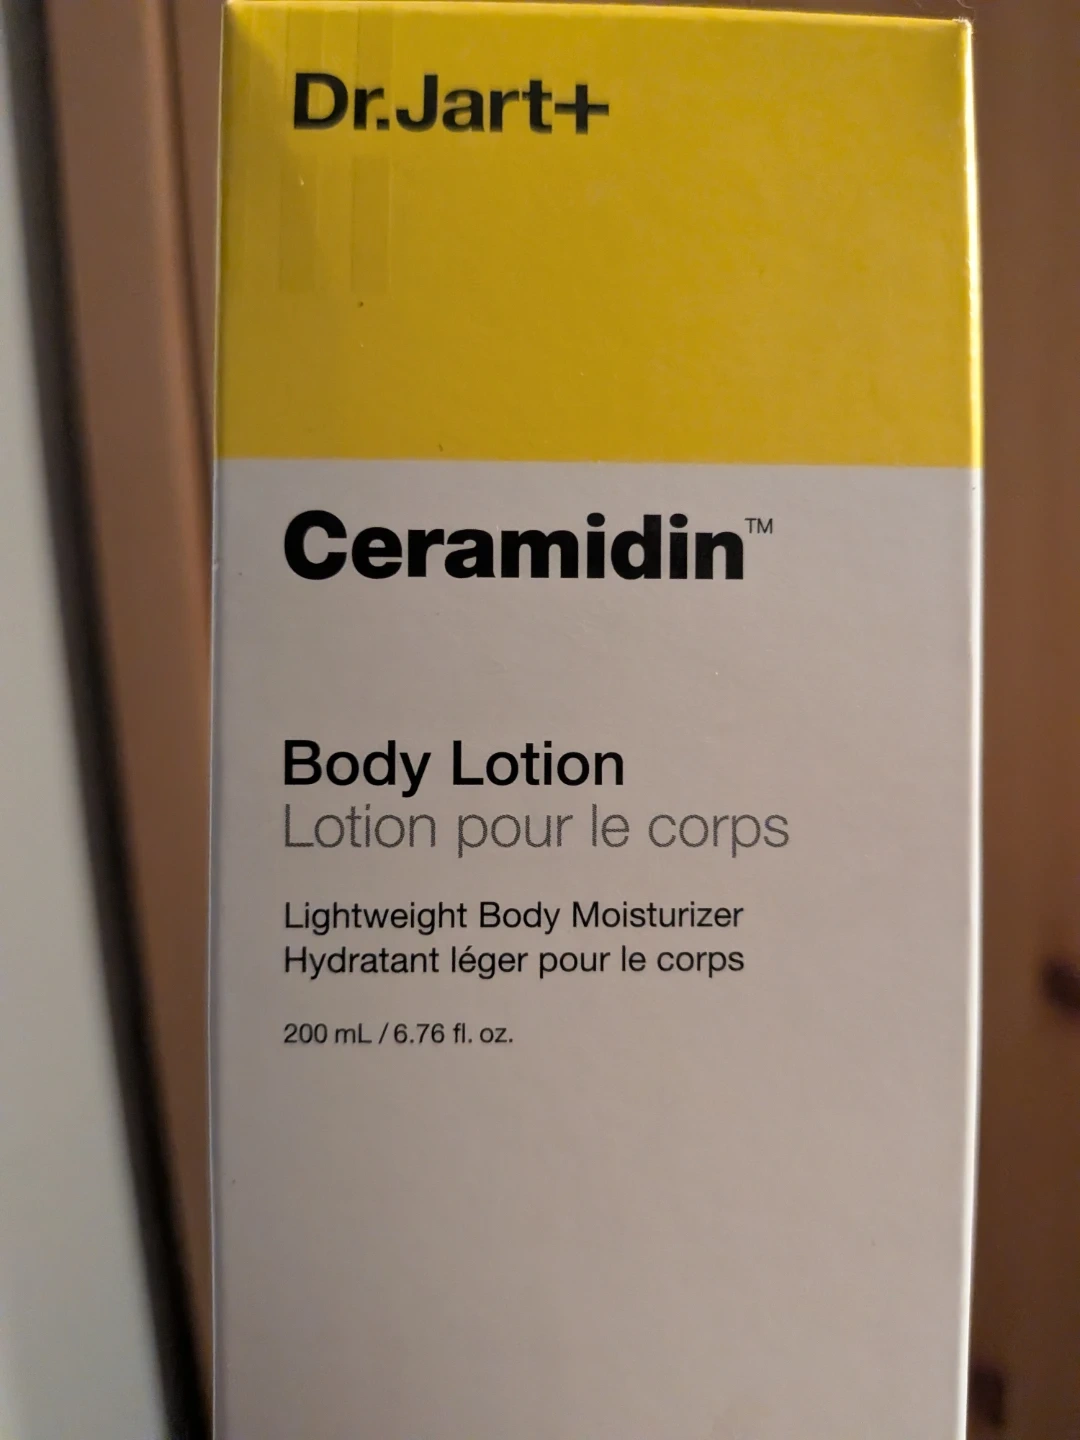 Dr.Jart+
Ceramidin™
Body Lotion
Lotion pour le corps
Lightweight Body Moisturizer
Hydratant léger pour le corps
200 mL / 6.76 fl. oz.